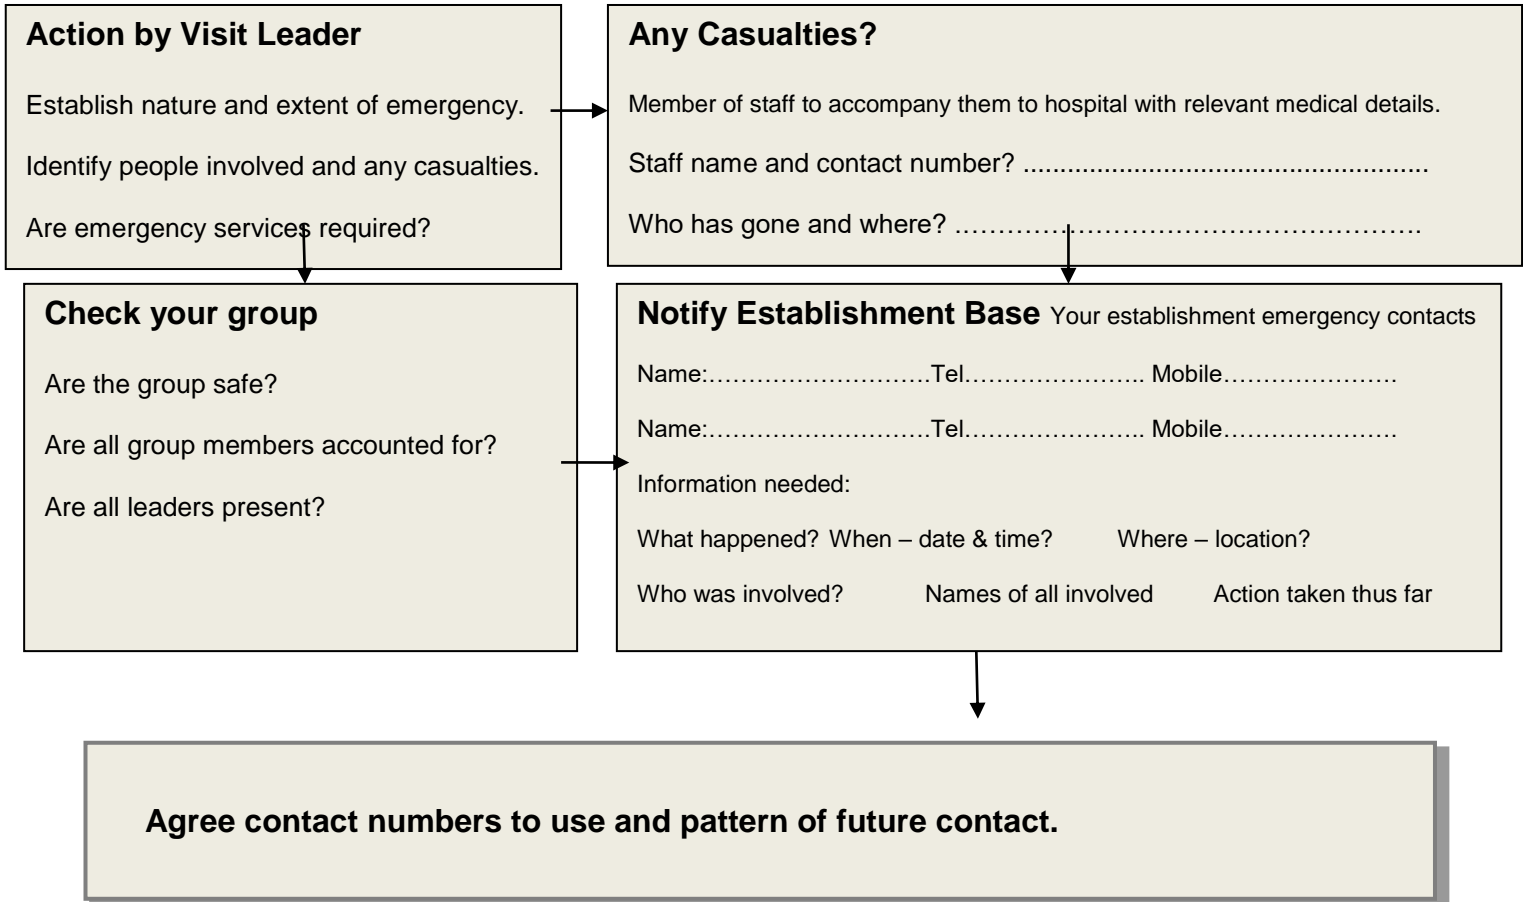 Action by Visit Leader
Establish nature and extent of emergency.
Identify people involved and any casualties.
Are emergency services required?
Any Casualties?
Member of staff to accompany them to hospital with relevant medical details.
Staff name and contact number? ........................................................
Who has gone and where? ..………………………………………………………….
Check your group
Are the group safe?
Are all group members accounted for?
Are all leaders present?
Notify Establishment Base Your establishment emergency contacts
Name:……………………….Tel………………….. Mobile………………….
Name:……………………….Tel………………….. Mobile………………….
Information needed:
What happened? When – date & time? Where – location?
Who was involved? Names of all involved Action taken thus far
Agree contact numbers to use and pattern of future contact.